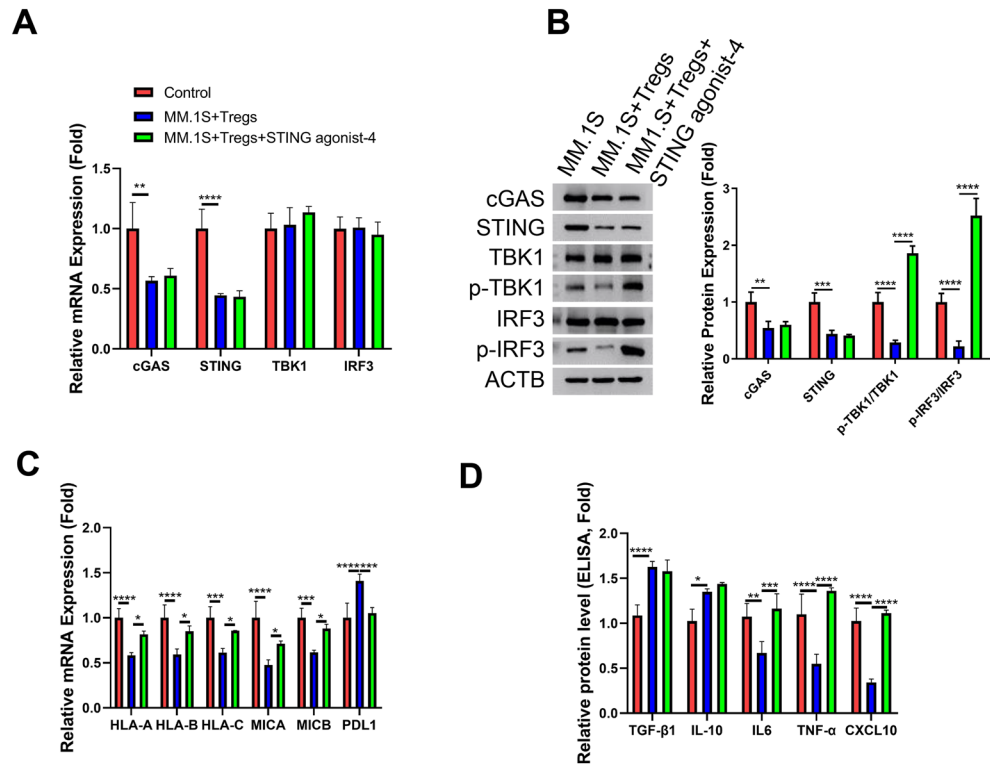 A
Control
MM.1S+Tregs
MM.1S+Tregs+STING agonist-4
Relative mRNA Expression (Fold)
1.5
1.0
0.5
0.0
**
****
cGAS STING TBK1 IRF3
B
MM.1S
MM.1S+Tregs
MM1.S+Tregs+
STING agonist-4
cGAS
STING
TBK1
p-TBK1
IRF3
p-IRF3
ACTB
Relative Protein Expression (Fold)
3
2
1
0
** *** **** **** **** ****
cGAS
STING
p-TBK1/TBK1
p-IRF3/IRF3
C
Relative mRNA Expression (Fold)
2.0
1.5
1.0
0.5
0.0
**** * **** * *** * **** * *** * *******
HLA-A HLA-B HLA-C MICA MICB PDL1
D
Relative protein level (ELISA, Fold)
2.0
1.5
1.0
0.5
0.0
**** * ** *** **** **** **** ****
TGF-β1 IL-10 IL6 TNF-α CXCL10